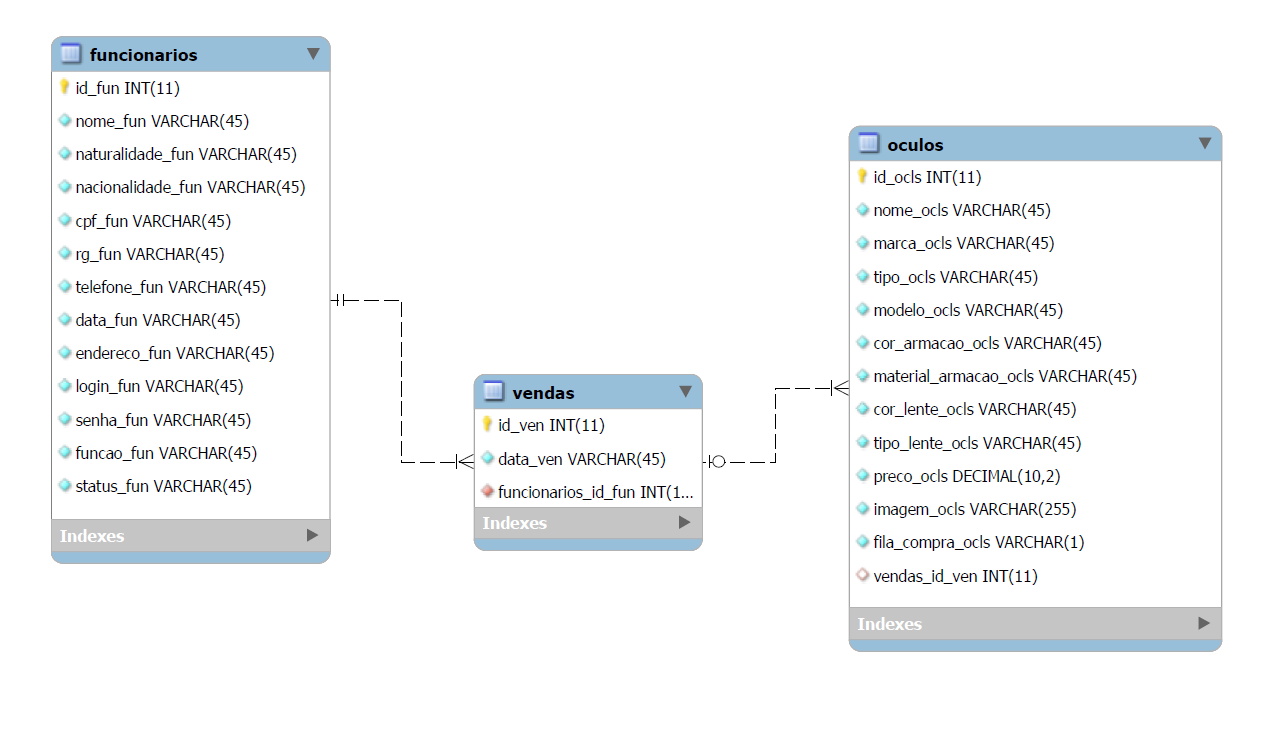 funcionarios
id_fun INT(11)
nome_fun VARCHAR(45)
naturalidade_fun VARCHAR(45)
nacionalidade_fun VARCHAR(45)
cpf_fun VARCHAR(45)
rg_fun VARCHAR(45)
telefone_fun VARCHAR(45)
data_fun VARCHAR(45)
endereco_fun VARCHAR(45)
login_fun VARCHAR(45)
senha_fun VARCHAR(45)
funcao_fun VARCHAR(45)
status_fun VARCHAR(45)
Indexes
vendas
id_ven INT(11)
data_ven VARCHAR(45)
funcionarios_id_fun INT(1...
Indexes
oculos
id_ocls INT(11)
nome_ocls VARCHAR(45)
marca_ocls VARCHAR(45)
tipo_ocls VARCHAR(45)
modelo_ocls VARCHAR(45)
cor_armacao_ocls VARCHAR(45)
material_armacao_ocls VARCHAR(45)
cor_lente_ocls VARCHAR(45)
tipo_lente_ocls VARCHAR(45)
preco_ocls DECIMAL(10,2)
imagem_ocls VARCHAR(255)
fila_compra_ocls VARCHAR(1)
vendas_id_ven INT(11)
Indexes